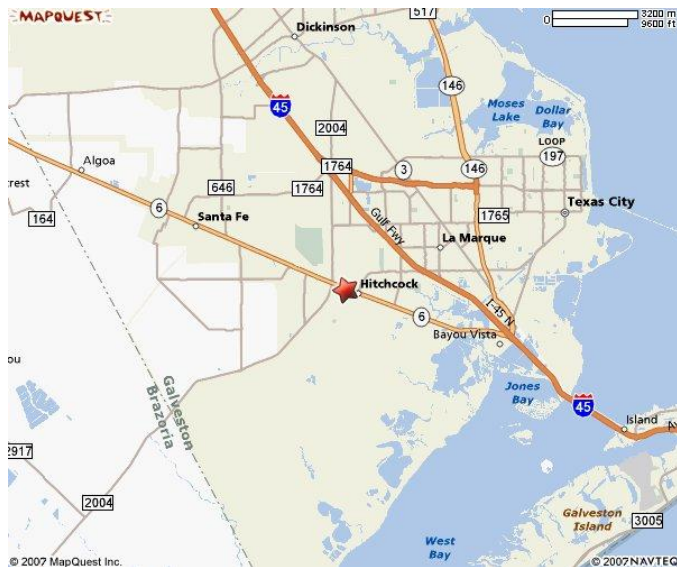 MAPQUEST
Dickinson
517
3200 m
0
9600 ft
146
45
Moses
Lake
Dollar
Bay
2004
LOOP
197
1764
3
146
Algoa
crest
646
1764
164
6
Santa Fe
Gulf Fwy
1765
Texas City
La Marque
Hitchcock
6
I-45 N
Bayou Vista
ou
Galveston
Brazoria
Jones
Bay
45
Island
Av
2917
2004
Galveston
Island
3005
West
Bay
© 2007 MapQuest Inc.
© 2007 NAVTEQ